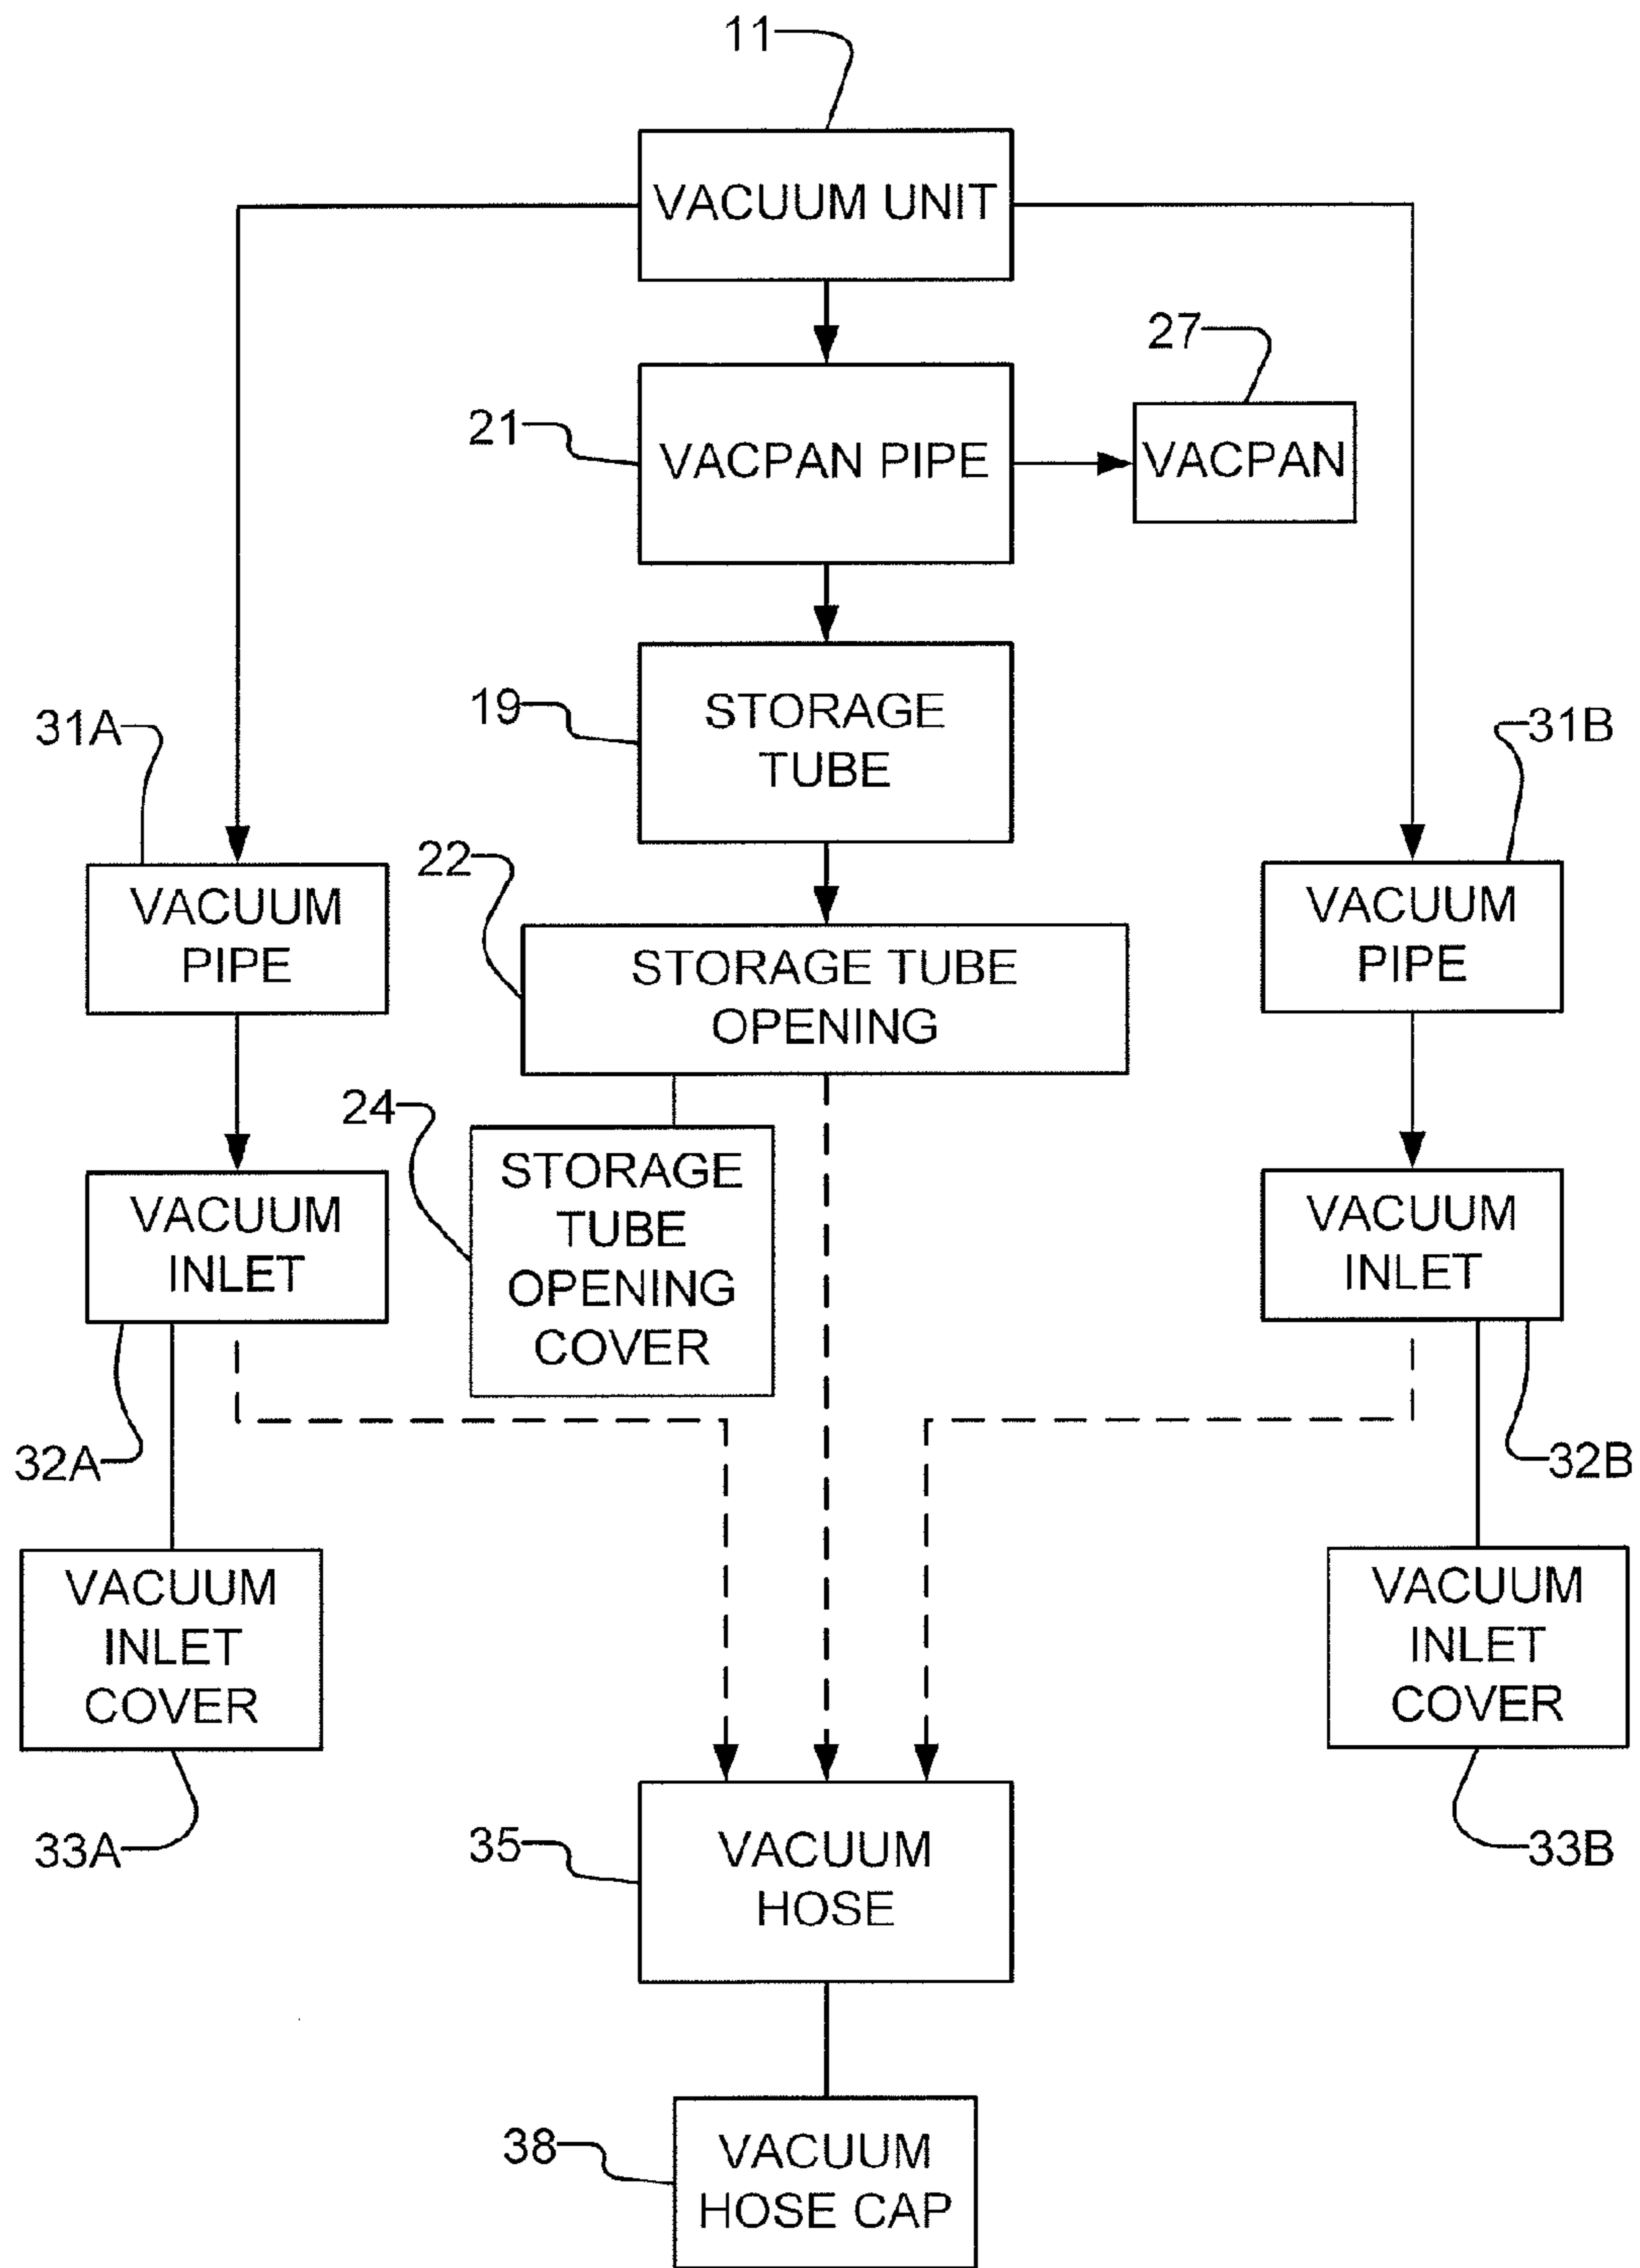 11
VACUUM UNIT
27
21
VACPAN PIPE
VACPAN
19
STORAGE
TUBE
31A
31B
22
VACUUM
PIPE
STORAGE TUBE
OPENING
VACUUM
PIPE
24
STORAGE
TUBE
OPENING
COVER
VACUUM
INLET
VACUUM
INLET
32A
32B
VACUUM
INLET
COVER
VACUUM
INLET
COVER
33A
33B
35
VACUUM
HOSE
38
VACUUM
HOSE CAP